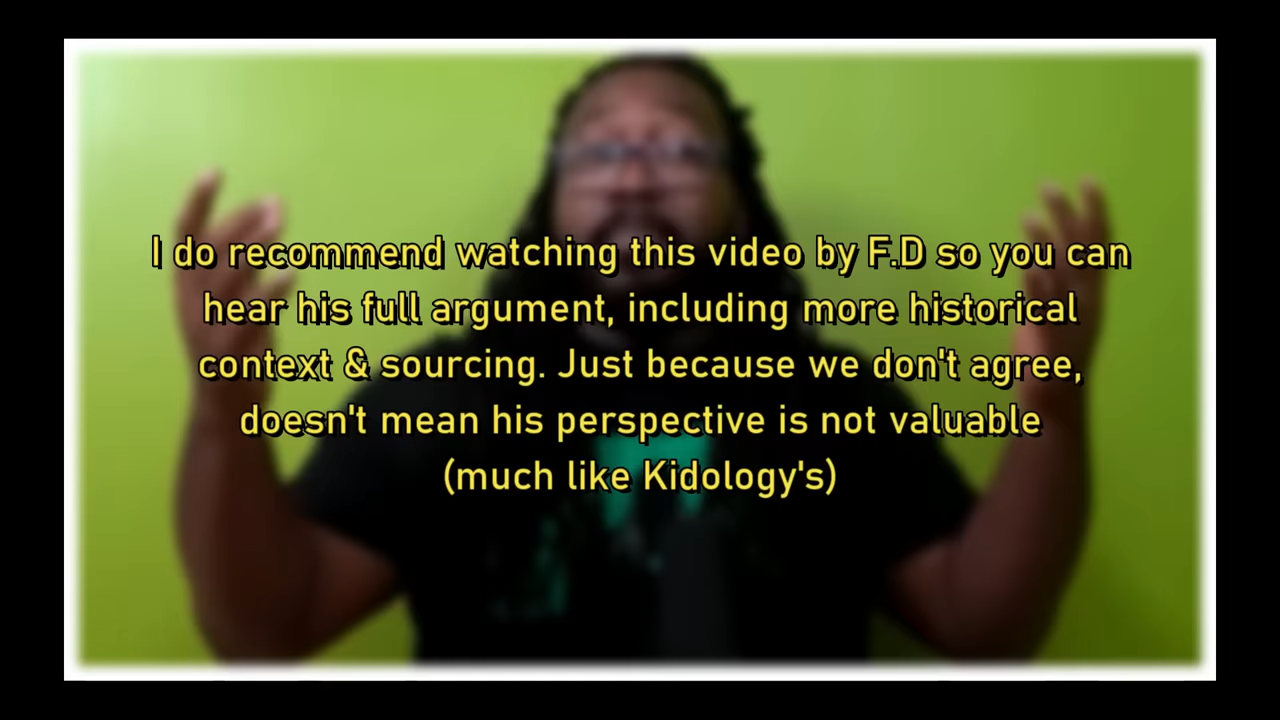 I do recommend watching this video by F.D so you can
hear his full argument, including more historical
context & sourcing. Just because we don't agree,
doesn't mean his perspective is not valuable
(much like Kidology's)